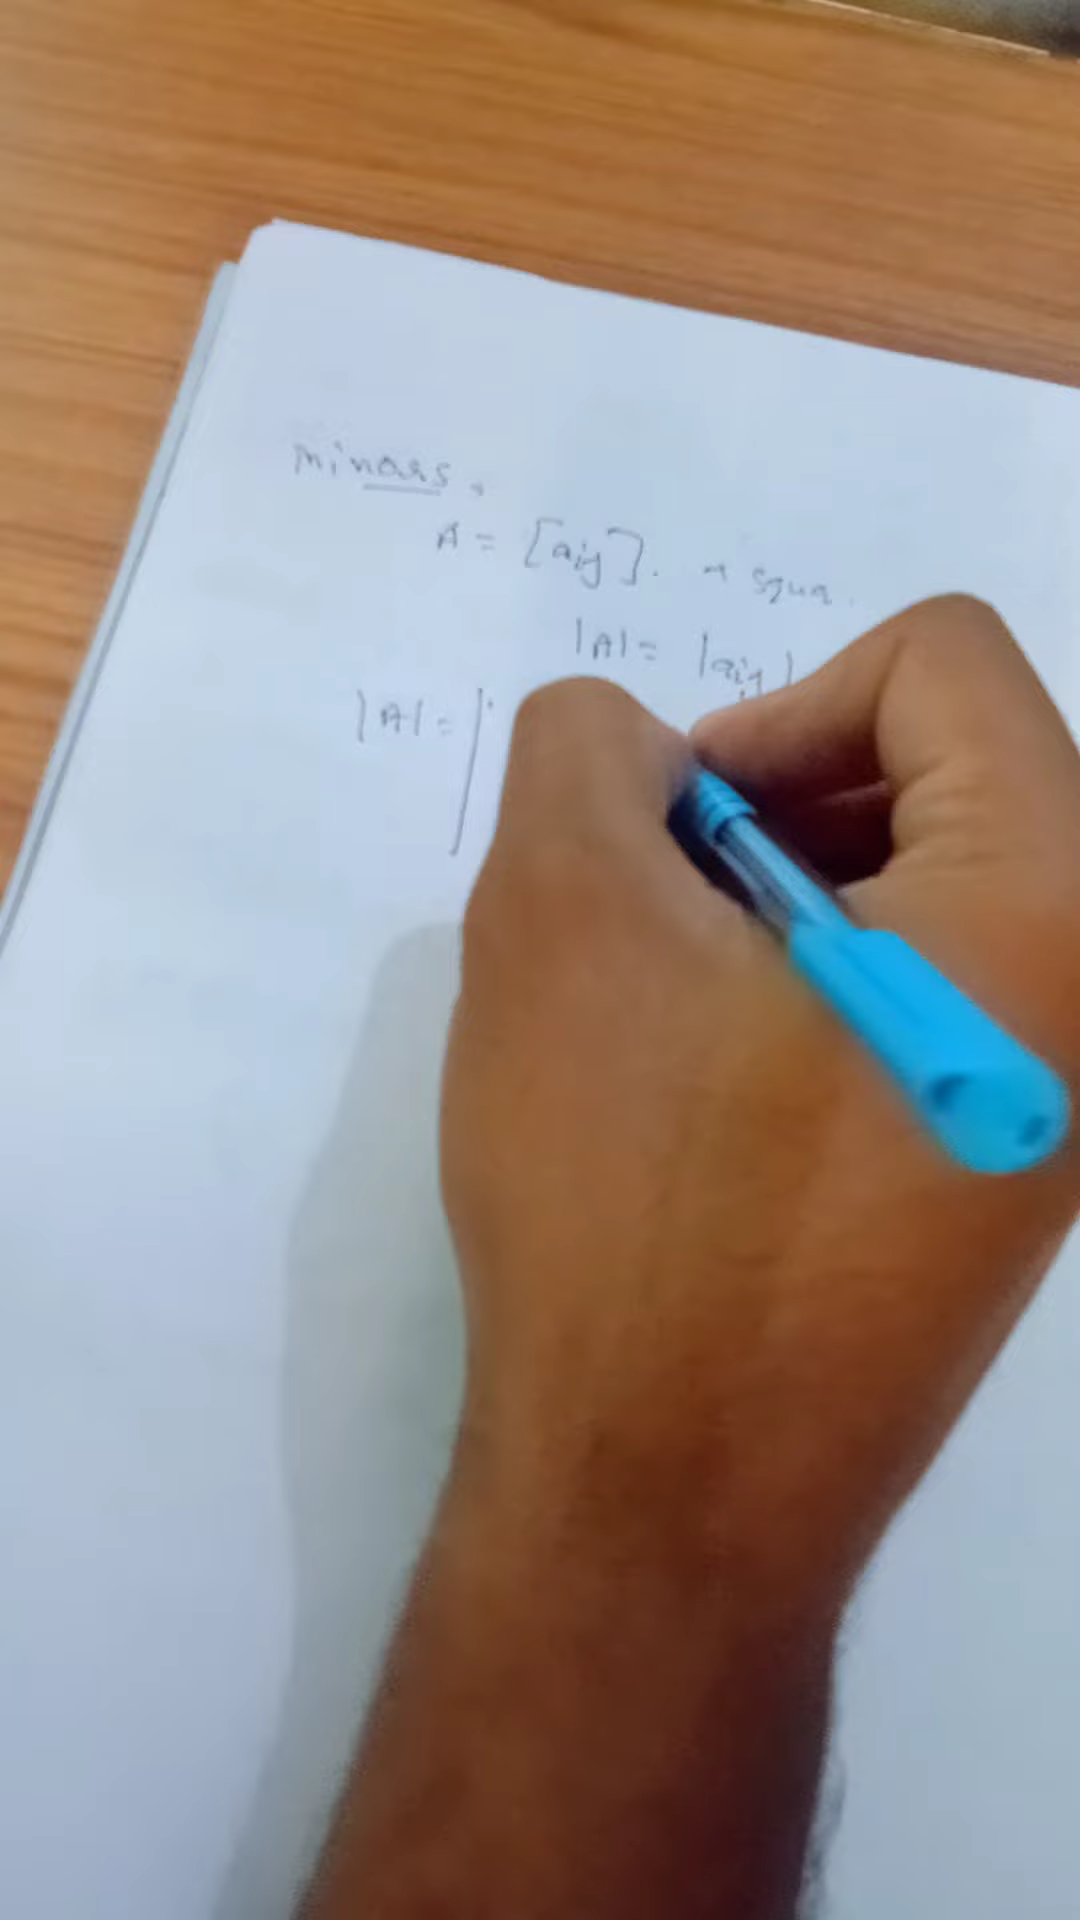 Minors.
A = [aij]. → squa.
|A| = |aij|
|A| = |